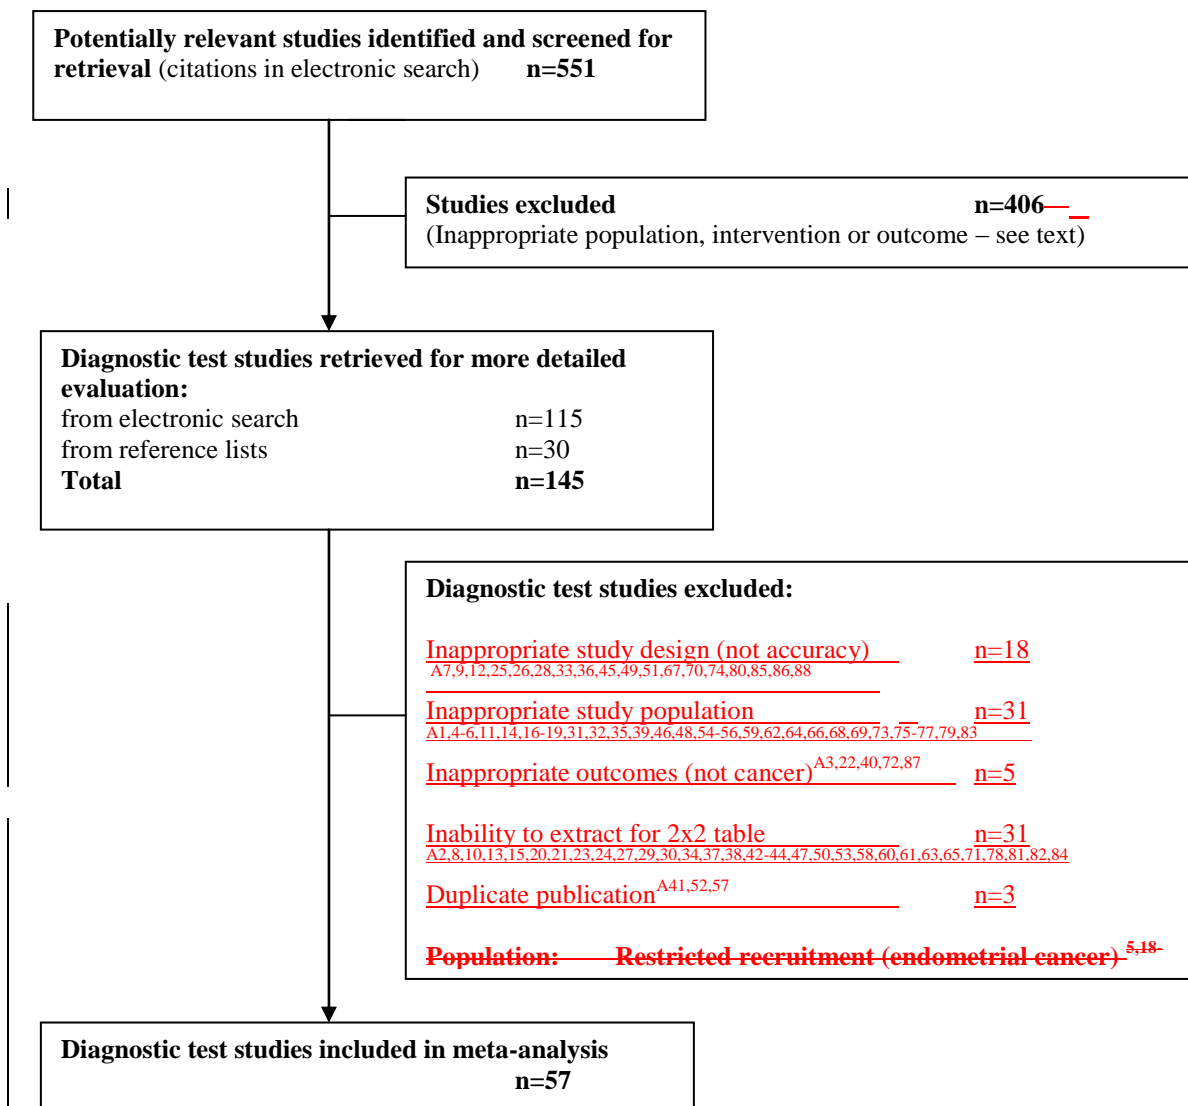 Potentially relevant studies identified and screened for
retrieval (citations in electronic search) n=551
Studies excluded n=406
(Inappropriate population, intervention or outcome – see text)
Diagnostic test studies retrieved for more detailed
evaluation:
from electronic search n=115
from reference lists n=30
Total n=145
Diagnostic test studies excluded:
Inappropriate study design (not accuracy) n=18
A7,9,12,25,26,28,33,36,45,49,51,67,70,74,80,85,86,88
Inappropriate study population n=31
A1,4-6,11,14,16-19,31,32,35,39,46,48,54-56,59,62,64,66,68,69,73,75-77,79,83
Inappropriate outcomes (not cancer)A3,22,40,72,87 n=5
Inability to extract for 2x2 table n=31
A2,8,10,13,15,20,21,23,24,27,29,30,34,37,38,42-44,47,50,53,58,60,61,63,65,71,78,81,82,84
Duplicate publicationA41,52,57 n=3
Population: Restricted recruitment (endometrial cancer) 5,18-
Diagnostic test studies included in meta-analysis
n=57